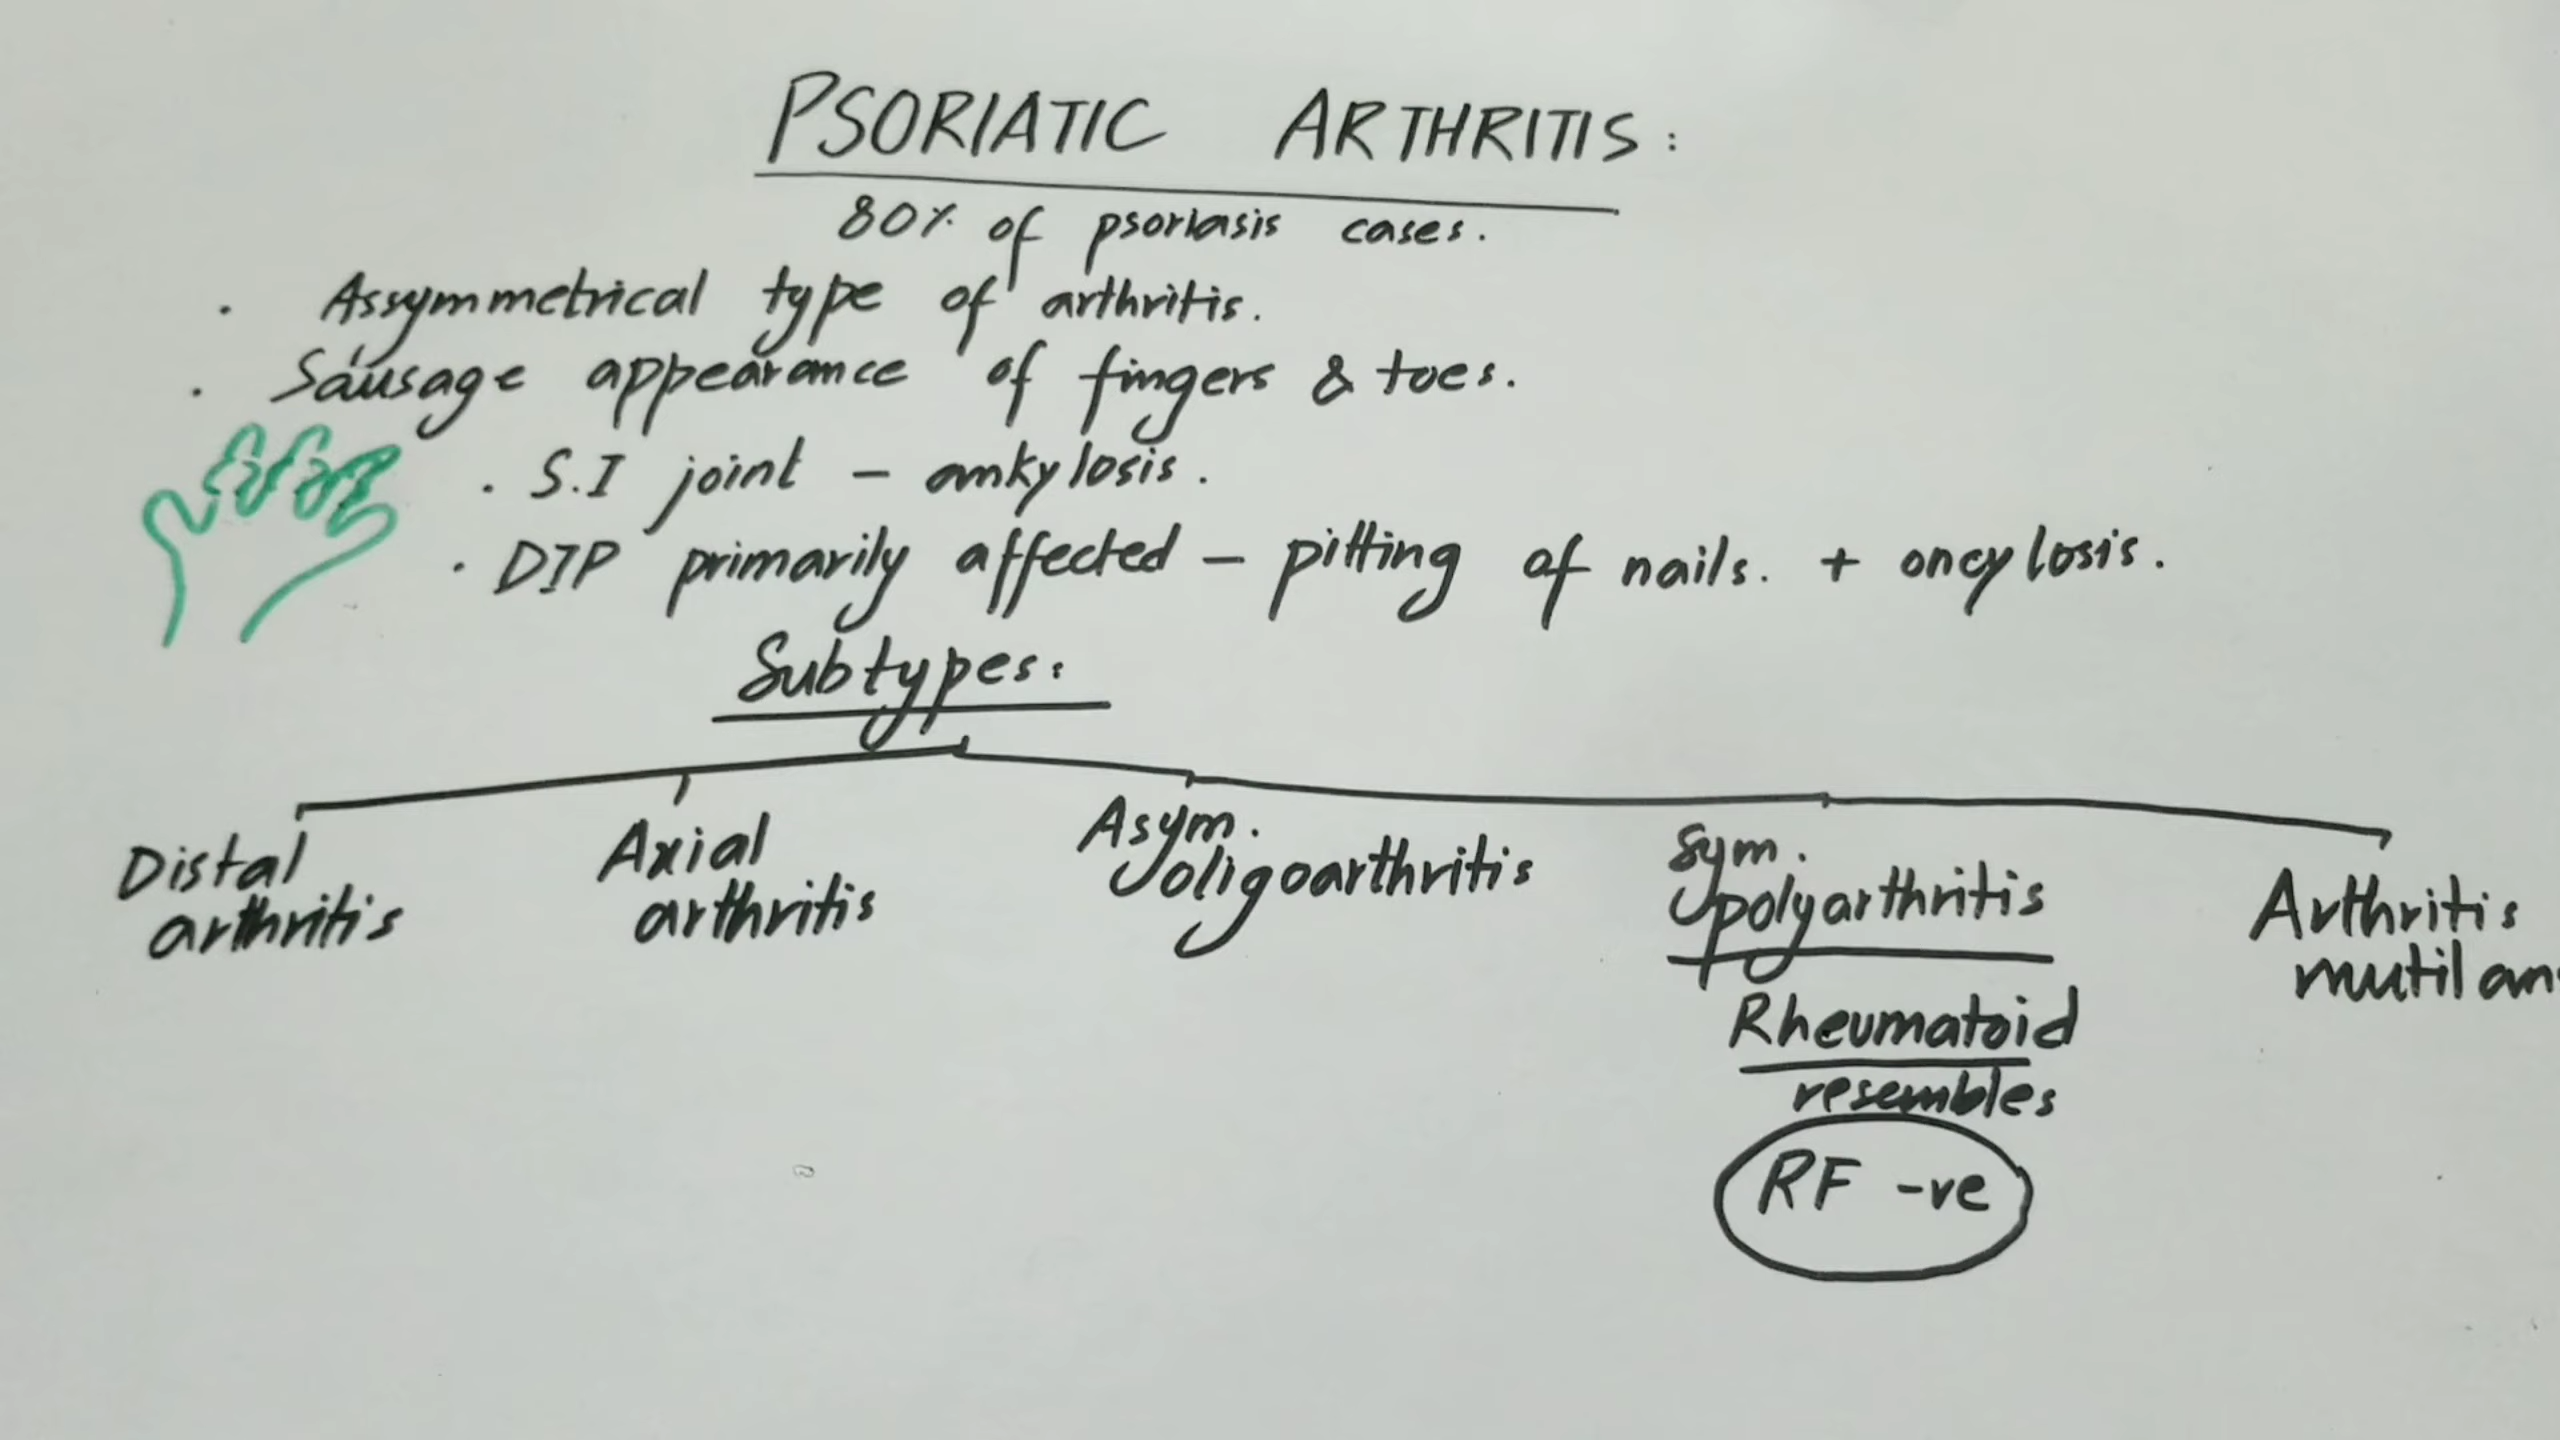 PSORIATIC ARTHRITIS:
80% of psoriasis cases.
. Assymmetrical type of arthritis.
. Sausage appearance of fingers & toes.
. S.I joint - ankylosis.
. DIP primarily affected - pitting of nails. + oncylosis.
Subtypes:
Distal arthritis
Axial arthritis
Asym. oligoarthritis
Sym. polyarthritis
Rheumatoid
resembles
RF -ve
Arthritis mutilan